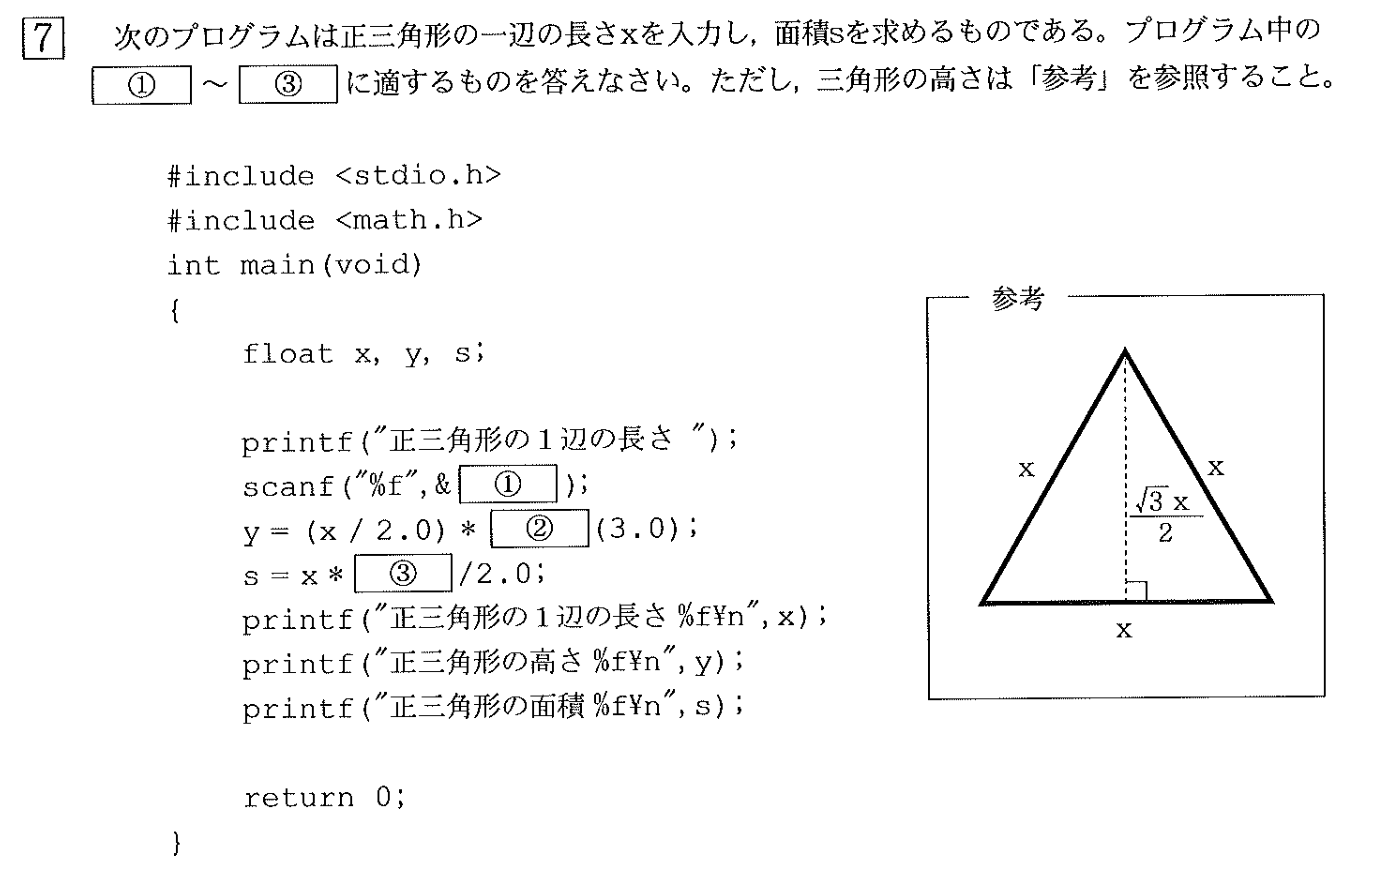 7 次のプログラムは正三角形の一辺の長さxを入力し,面積sを求めるものである。プログラム中の
① ～ ③ に適するものを答えなさい。ただし,三角形の高さは「参考」を参照すること。
#include <stdio.h>
#include <math.h>
int main(void)
{
float x, y, s;
printf("正三角形の1辺の長さ ");
scanf("%f",& ① );
y = (x / 2.0) * ② (3.0);
s = x * ③ /2.0;
printf("正三角形の1辺の長さ %f¥n", x);
printf("正三角形の高さ %f¥n", y);
printf("正三角形の面積 %f¥n", s);
return 0;
}
参考
x
x
√3 x
2
x